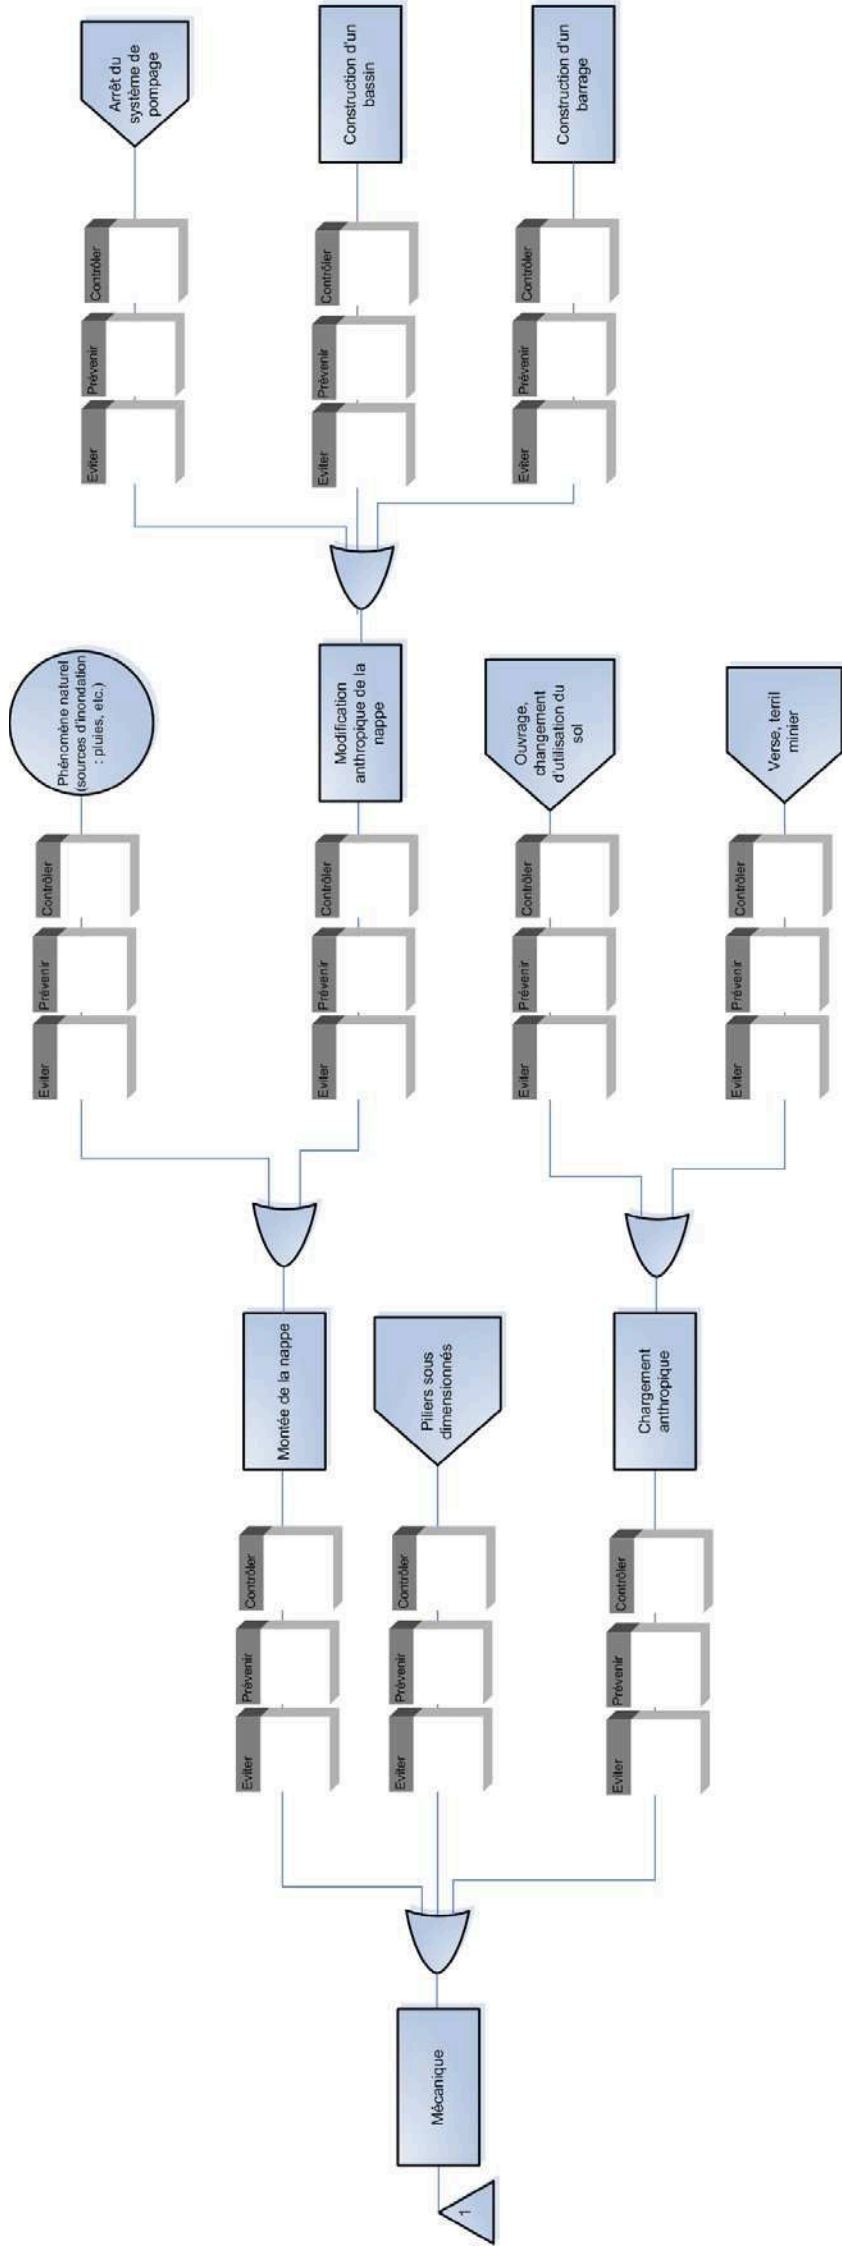 Eviter
Prévenir
Contrôler
Phénomène naturel
(sources d'inondation
: pluies, etc.)
Eviter
Prévenir
Contrôler
Arrêt du
système de
pompage
Eviter
Prévenir
Contrôler
Montée de la nappe
Eviter
Prévenir
Contrôler
Modification
anthropique de la
nappe
Eviter
Prévenir
Contrôler
Construction d'un
bassin
1
Mécanique
Eviter
Prévenir
Contrôler
Piliers sous
dimensionnés
Eviter
Prévenir
Contrôler
Ouvrage,
changement
d'utilisation du
sol
Eviter
Prévenir
Contrôler
Construction d'un
barrage
Eviter
Prévenir
Contrôler
Chargement
anthropique
Eviter
Prévenir
Contrôler
Verse, terril
minier